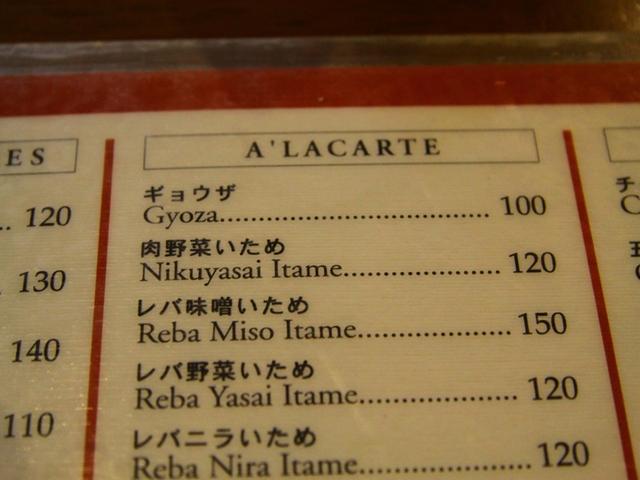 ES
120
130
140
110
A'LACARTE
ギョウザ
Gyoza.............................. 100
肉野菜いため
Nikuyasai Itame.................. 120
レバ味噌いため
Reba Miso Itame.................. 150
レバ野菜いため
Reba Yasai Itame.................. 120
レバニラいため
Reba Nira Itame.................. 120
チ
C